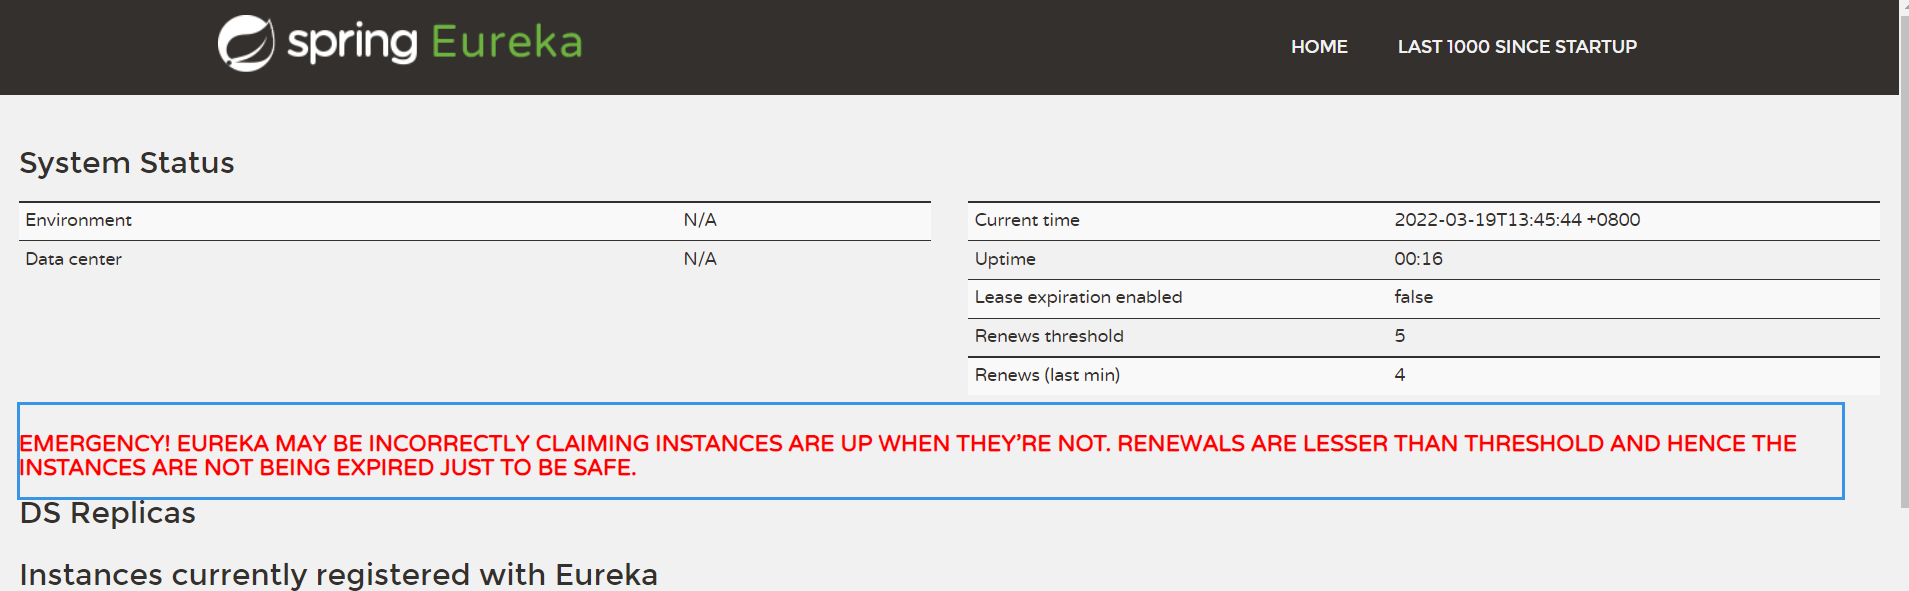 spring Eureka
HOME LAST 1000 SINCE STARTUP
System Status
Environment N/A
Data center N/A
Current time 2022-03-19T13:45:44 +0800
Uptime 00:16
Lease expiration enabled false
Renews threshold 5
Renews (last min) 4
EMERGENCY! EUREKA MAY BE INCORRECTLY CLAIMING INSTANCES ARE UP WHEN THEY’RE NOT. RENEWALS ARE LESSER THAN THRESHOLD AND HENCE THE
INSTANCES ARE NOT BEING EXPIRED JUST TO BE SAFE.
DS Replicas
Instances currently registered with Eureka